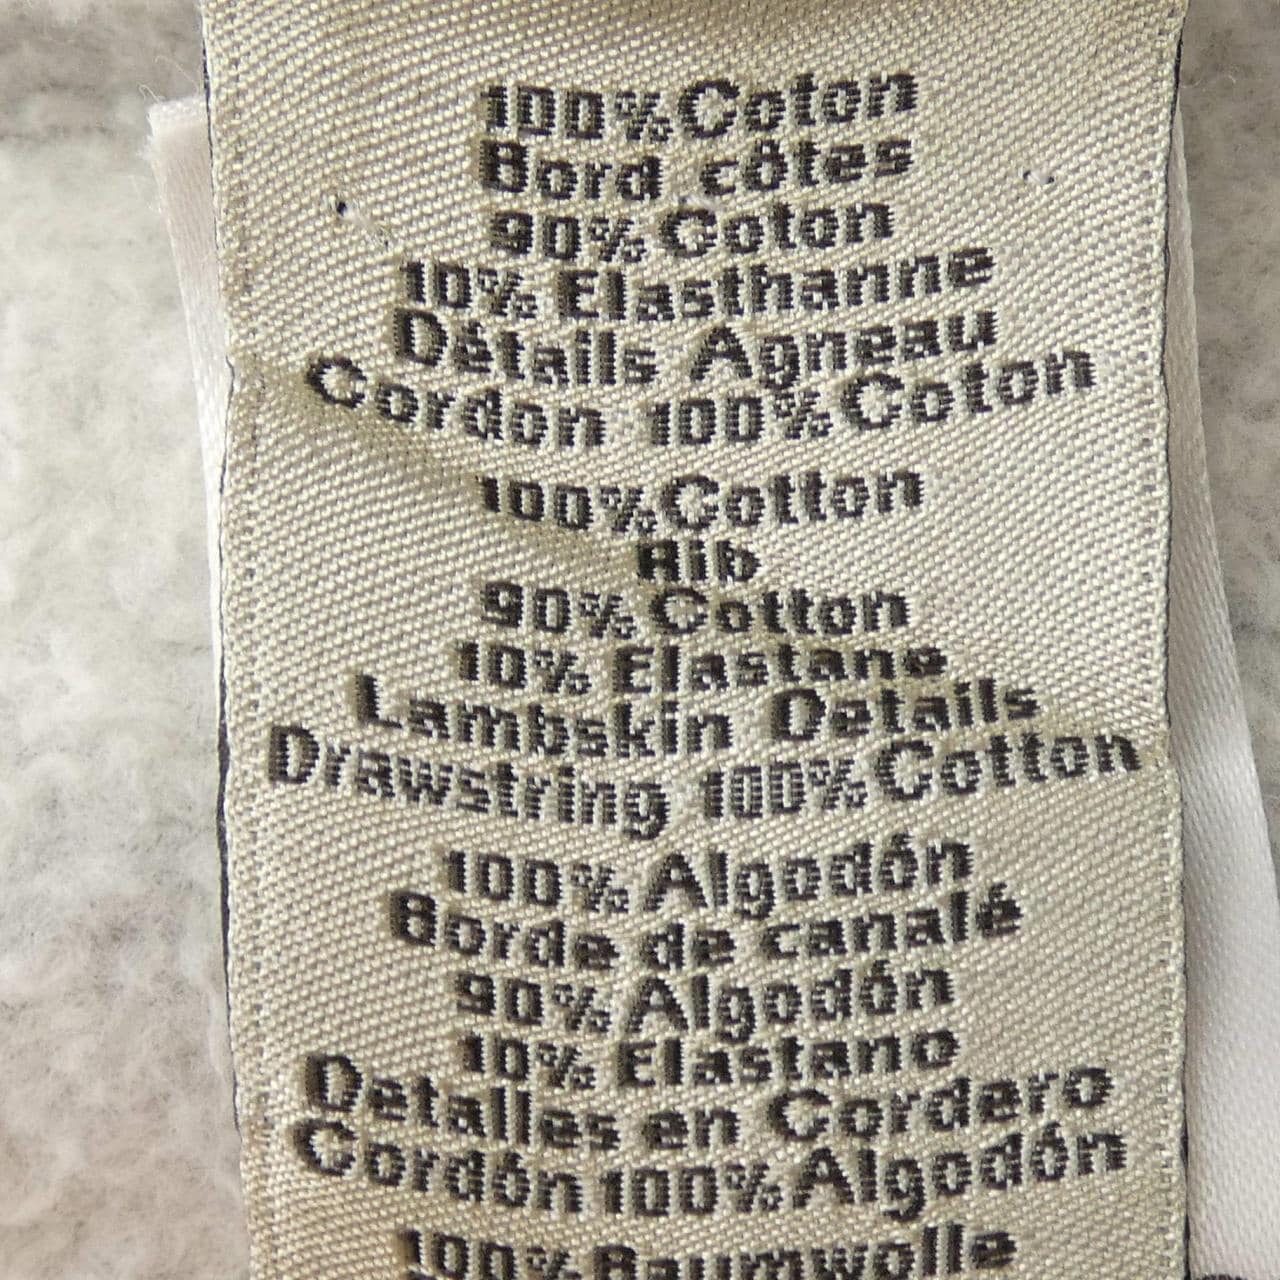 100%Coton
Bord côtes
90% Coton
10% Elasthanne
Détails Agneau
Cordon 100% Coton
100% Cotton
Rib
90% Cotton
10% Elastane
Lambskin Details
Drawstring 100% Cotton
100% Algodón
Borde de canalé
90% Algodón
10% Elastano
Detalles en Cordero
Cordón 100% Algodón
100% Baumwolle